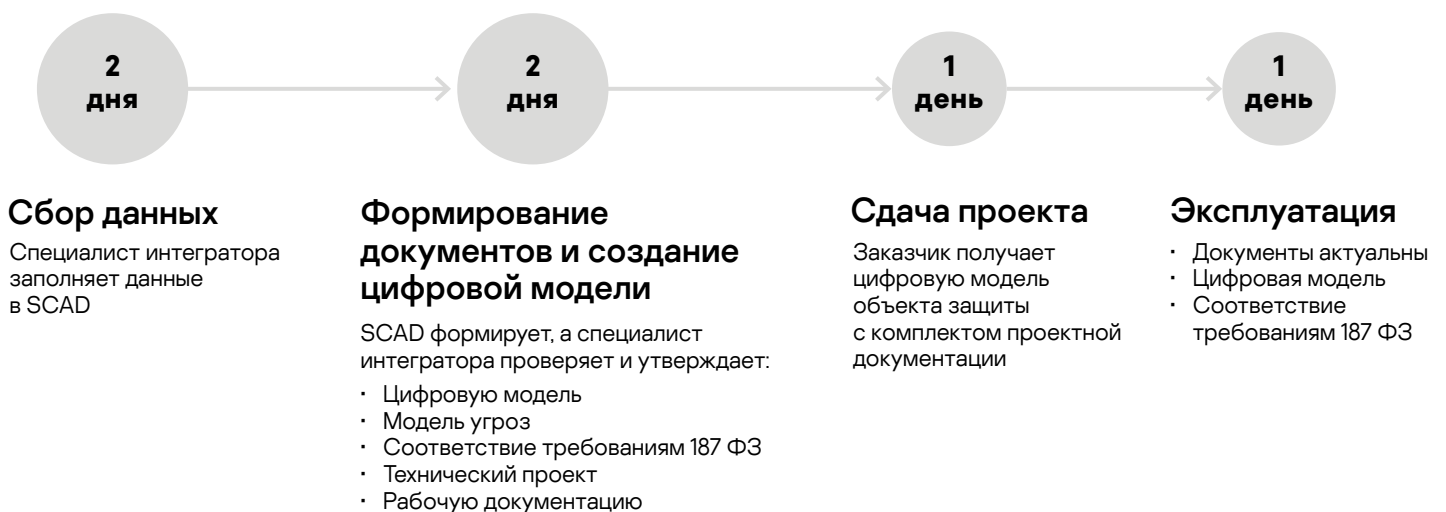 2
дня
2
дня
1
день
1
день
Сбор данных
Специалист интегратора
заполняет данные
в SCAD
Формирование
документов и создание
цифровой модели
SCAD формирует, а специалист
интегратора проверяет и утверждает:
· Цифровую модель
· Модель угроз
· Соответствие требованиям 187 ФЗ
· Технический проект
· Рабочую документацию
Сдача проекта
Заказчик получает
цифровую модель
объекта защиты
с комплектом проектной
документации
Эксплуатация
· Документы актуальны
· Цифровая модель
· Соответствие
требованиям 187 ФЗ